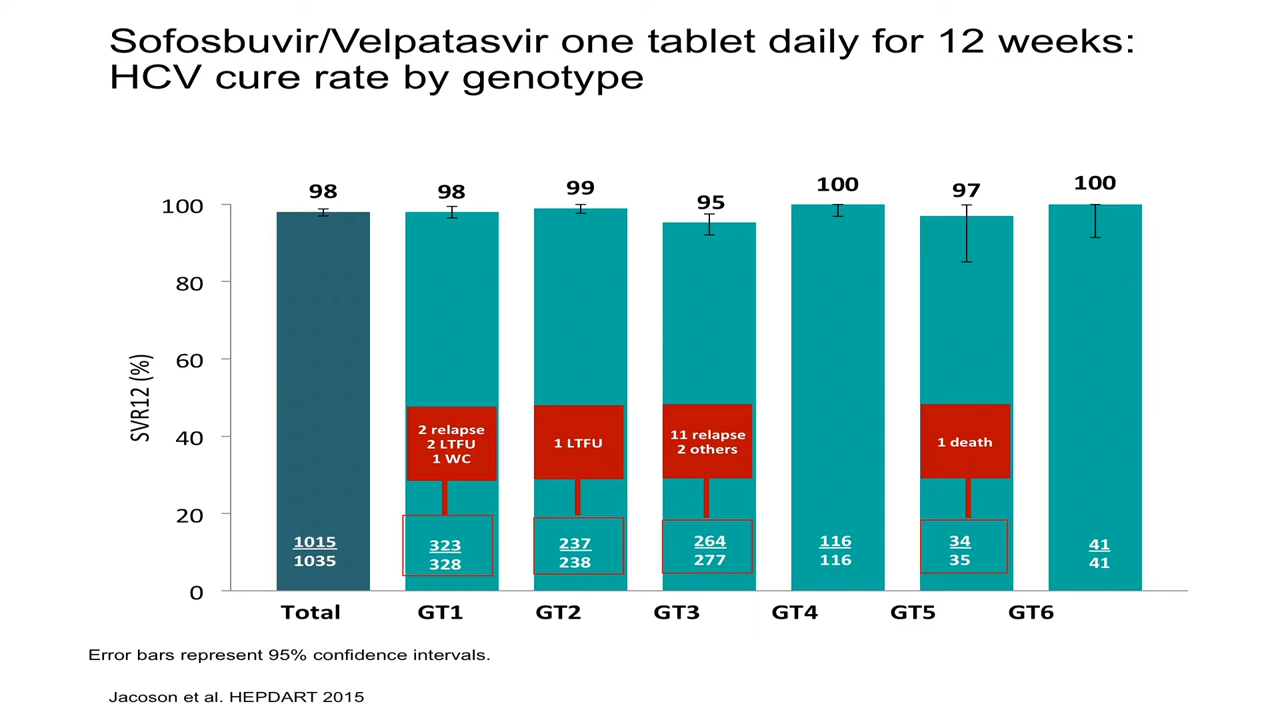 Sofosbuvir/Velpatasvir one tablet daily for 12 weeks:
HCV cure rate by genotype
98
98
99
95
100
97
100
100
80
60
40
20
0
SVR12 (%)
2 relapse
2 LTFU
1 WC
1 LTFU
11 relapse
2 others
1 death
1015
1035
323
328
237
238
264
277
116
116
34
35
41
41
Total
GT1
GT2
GT3
GT4
GT5
GT6
Error bars represent 95% confidence intervals.
Jacoson et al. HEPDART 2015